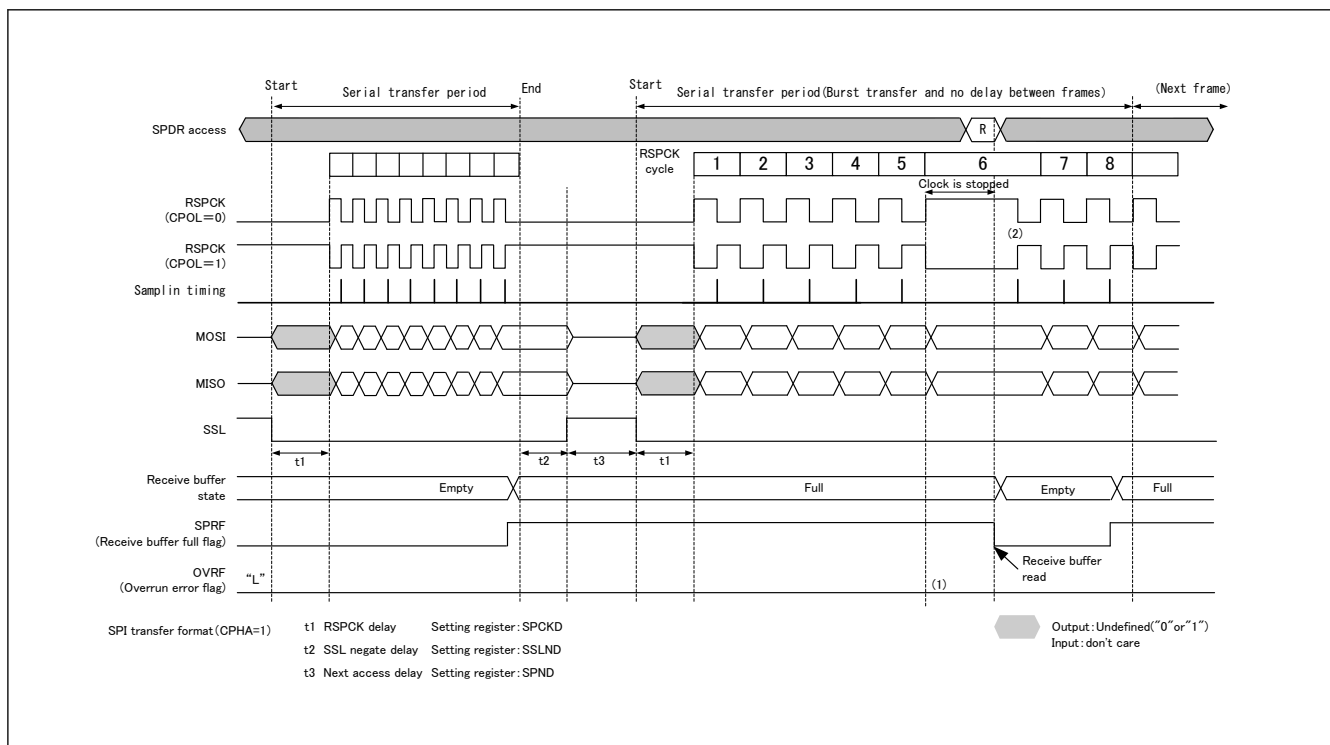 Start
Serial transfer period
End
Start
Serial transfer period(Burst transfer and no delay between frames)
(Next frame)
SPDR access
R
RSPCK
cycle
1 2 3 4 5 6 7 8
Clock is stopped
RSPCK
(CPOL=0)
(2)
RSPCK
(CPOL=1)
Samplin timing
MOSI
MISO
SSL
t1 t2 t3 t1
Receive buffer
state
Empty Full Empty Full
SPRF
(Receive buffer full flag)
Receive buffer
read
OVRF
(Overrun error flag)
“L”
(1)
SPI transfer format(CPHA=1)
t1 RSPCK delay Setting register:SPCKD
t2 SSL negate delay Setting register:SSLND
t3 Next access delay Setting register:SPND
Output:Undefined("0"or"1")
Input:don't care